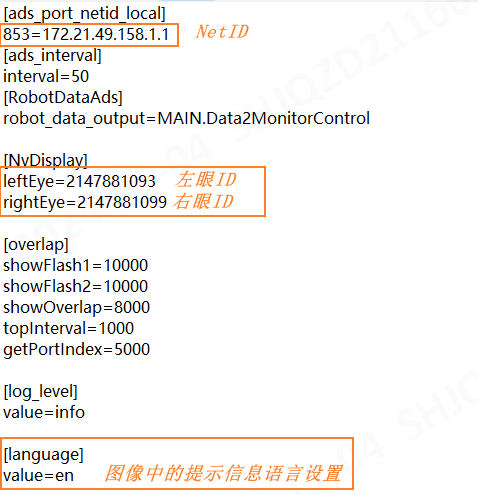 [ads_port_netid_local]
853=172.21.49.158.1.1 NetID
[ads_interval]
interval=50
[RobotDataAds]
robot_data_output=MAIN.Data2MonitorControl
[NvDisplay]
leftEye=2147881093 左眼ID
rightEye=2147881099 右眼ID
[overlap]
showFlash1=10000
showFlash2=10000
showOverlap=8000
topInterval=1000
getPortIndex=5000
[log_level]
value=info
[language]
value=en 图像中的提示信息语言设置